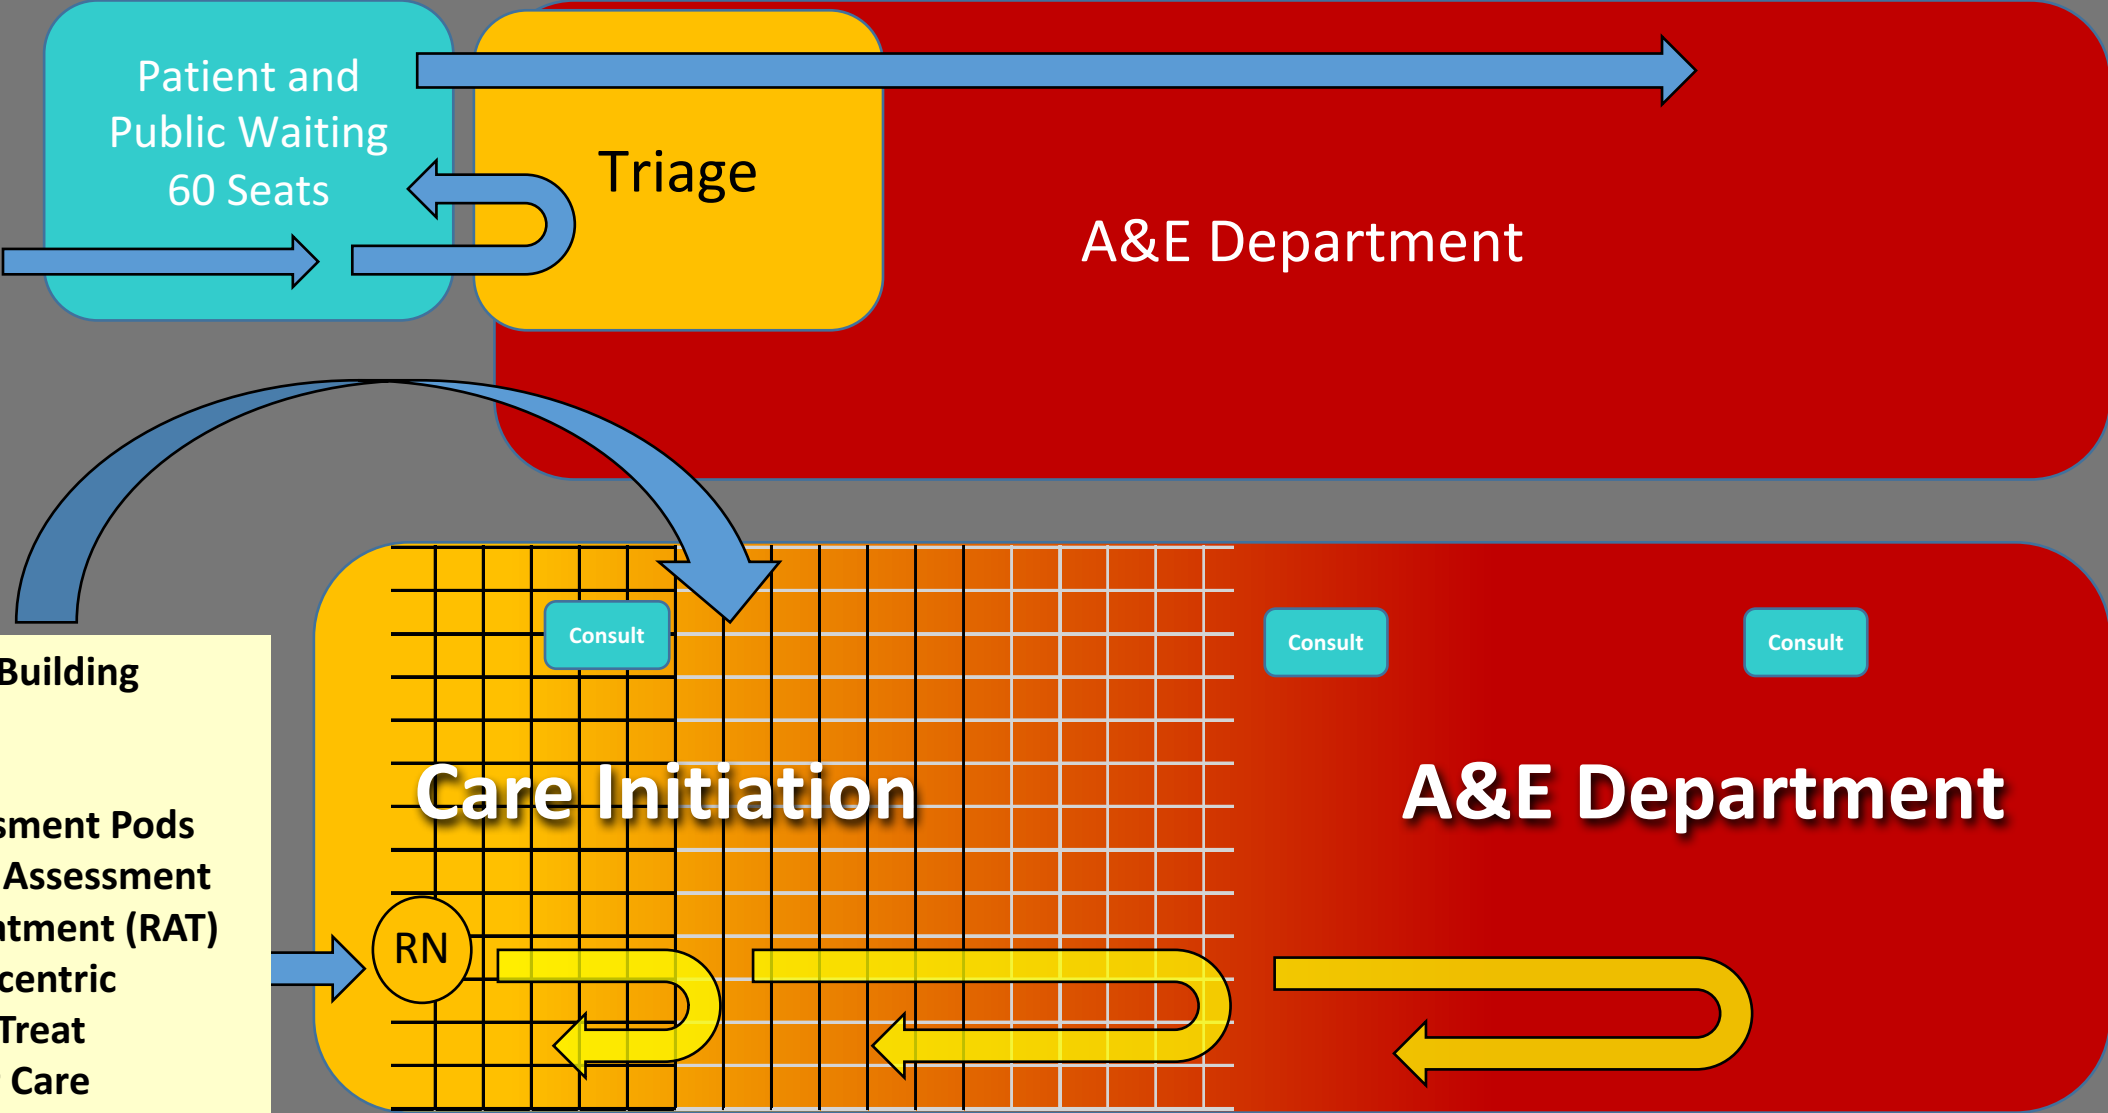 Patient and
Public Waiting
60 Seats
Triage
A&E Department
Consult
Consult
Consult
Building
Care Initiation
A&E Department
sment Pods
Assessment
atment (RAT)
centric
Treat
Care
RN